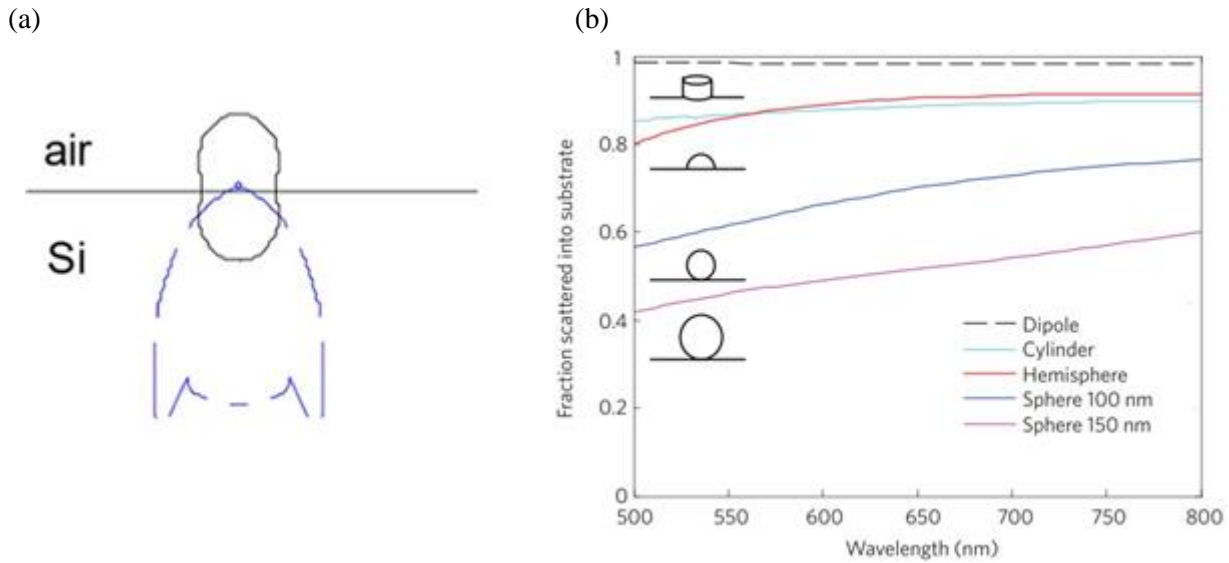 (a)
(b)
air
Si
Fraction scattered into substrate
1
0.8
0.6
0.4
0.2
0
Dipole
Cylinder
Hemisphere
Sphere 100 nm
Sphere 150 nm
500 550 600 650 700 750 800
Wavelength (nm)